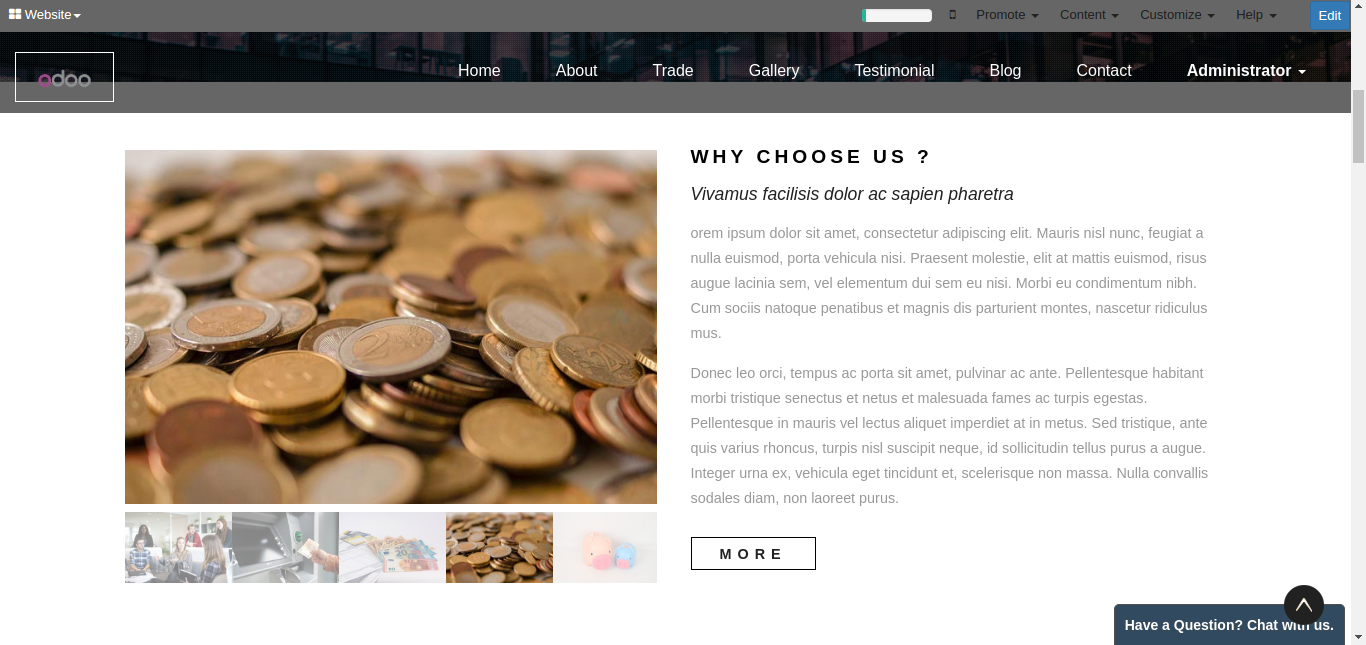 Website
Promote Content Customize Help Edit
odoo
Home About Trade Gallery Testimonial Blog Contact Administrator
WHY CHOOSE US ?
Vivamus facilisis dolor ac sapien pharetra
orem ipsum dolor sit amet, consectetur adipiscing elit. Mauris nisl nunc, feugiat a
nulla euismod, porta vehicula nisi. Praesent molestie, elit at mattis euismod, risus
augue lacinia sem, vel elementum dui sem eu nisi. Morbi eu condimentum nibh.
Cum sociis natoque penatibus et magnis dis parturient montes, nascetur ridiculus
mus.
Donec leo orci, tempus ac porta sit amet, pulvinar ac ante. Pellentesque habitant
morbi tristique senectus et netus et malesuada fames ac turpis egestas.
Pellentesque in mauris vel lectus aliquet imperdiet at in metus. Sed tristique, ante
quis varius rhoncus, turpis nisl suscipit neque, id sollicitudin tellus purus a augue.
Integer urna ex, vehicula eget tincidunt et, scelerisque non massa. Nulla convallis
sodales diam, non laoreet purus.
MORE
Have a Question? Chat with us.